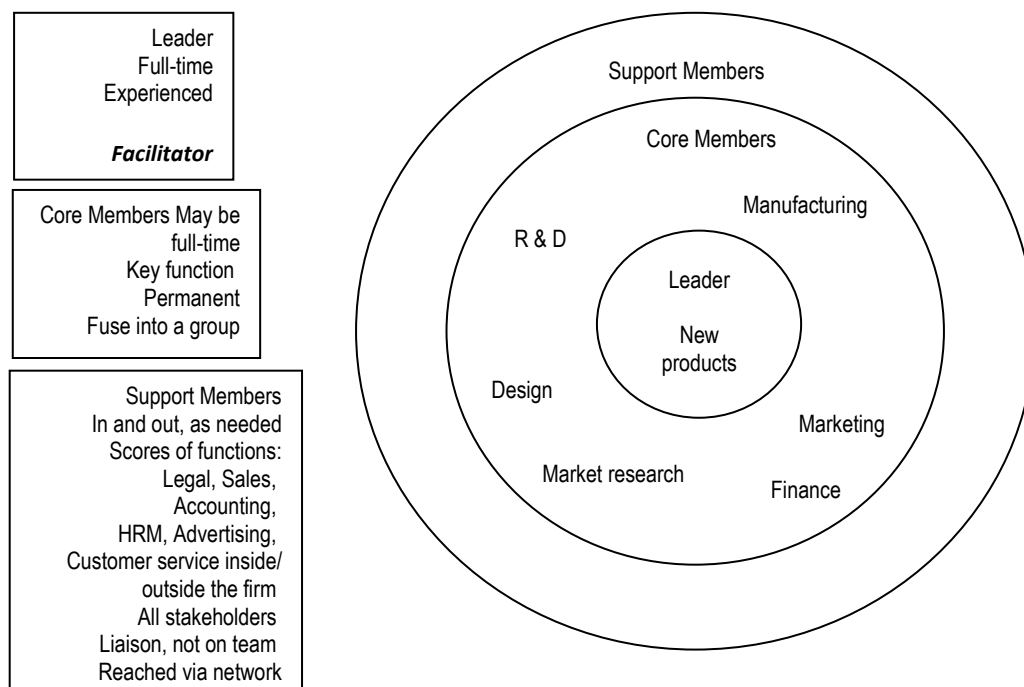 Leader
Full-time
Experienced
Facilitator
Core Members May be
full-time
Key function
Permanent
Fuse into a group
Support Members
In and out, as needed
Scores of functions:
Legal, Sales,
Accounting,
HRM, Advertising,
Customer service inside/
outside the firm
All stakeholders
Liaison, not on team
Reached via network
Support Members
Core Members
Manufacturing
R & D
Leader
New
products
Design
Marketing
Market research
Finance